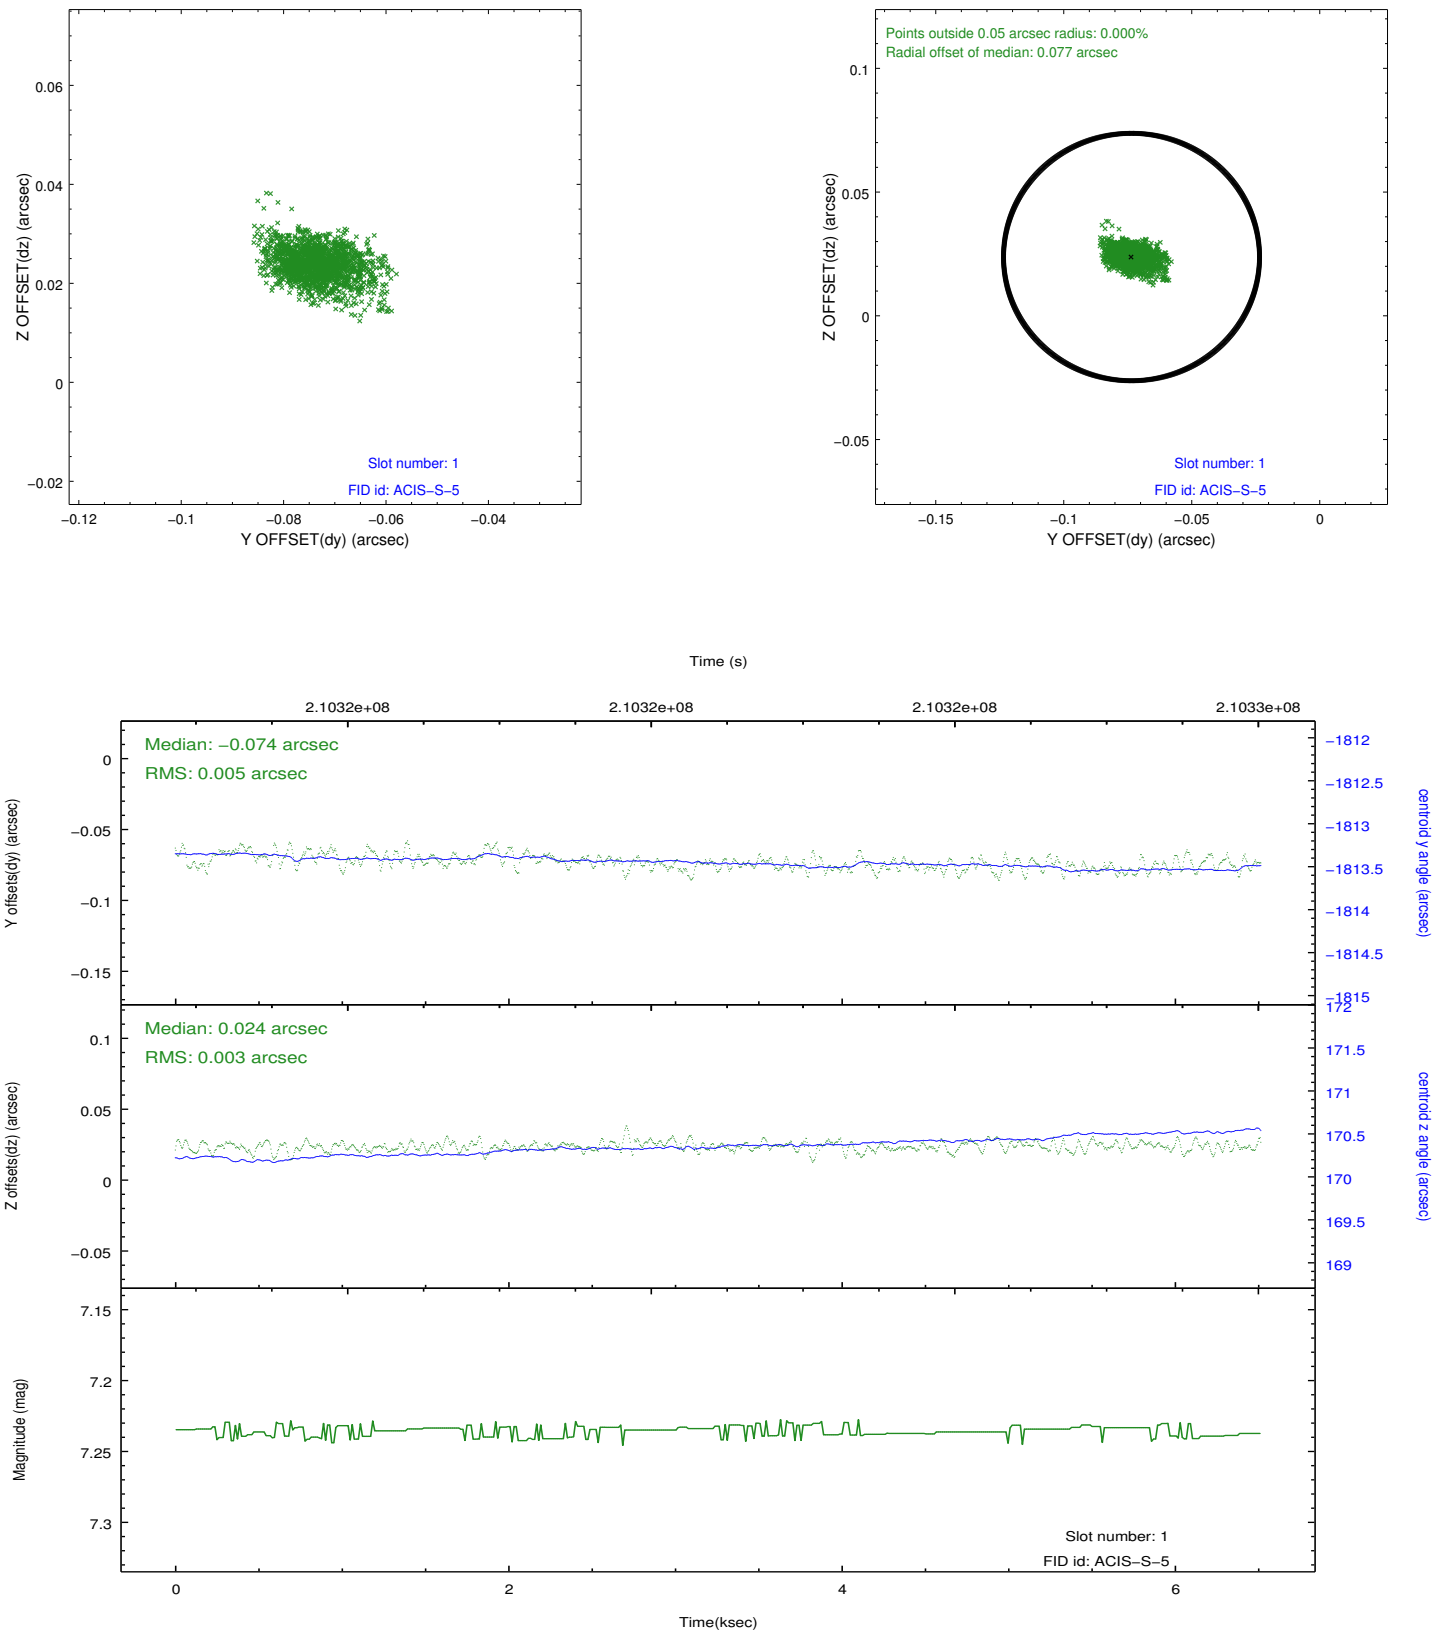 0.06
0.04
0.02
0
−0.02
Z OFFSET(dz) (arcsec)
Slot number: 1
FID id: ACIS−S−5
−0.12
−0.1
−0.08
−0.06
−0.04
Y OFFSET(dy) (arcsec)
Points outside 0.05 arcsec radius: 0.000%
Radial offset of median: 0.077 arcsec
0.1
0.05
0
−0.05
Z OFFSET(dz) (arcsec)
Slot number: 1
FID id: ACIS−S−5
−0.15
−0.1
−0.05
0
Y OFFSET(dy) (arcsec)
Time (s)
2.1032e+08
2.1032e+08
2.1032e+08
2.1033e+08
Median: −0.074 arcsec
RMS: 0.005 arcsec
0
−0.05
−0.1
−0.15
Y offsets(dy) (arcsec)
−1812
−1812.5
−1813
−1813.5
−1814
−1814.5
−1815
centroid y angle (arcsec)
Median: 0.024 arcsec
RMS: 0.003 arcsec
0.1
0.05
0
−0.05
Z offsets(dz) (arcsec)
172
171.5
171
170.5
170
169.5
169
centroid z angle (arcsec)
7.15
7.2
7.25
7.3
Magnitude (mag)
Slot number: 1
FID id: ACIS−S−5
0
2
4
6
Time(ksec)